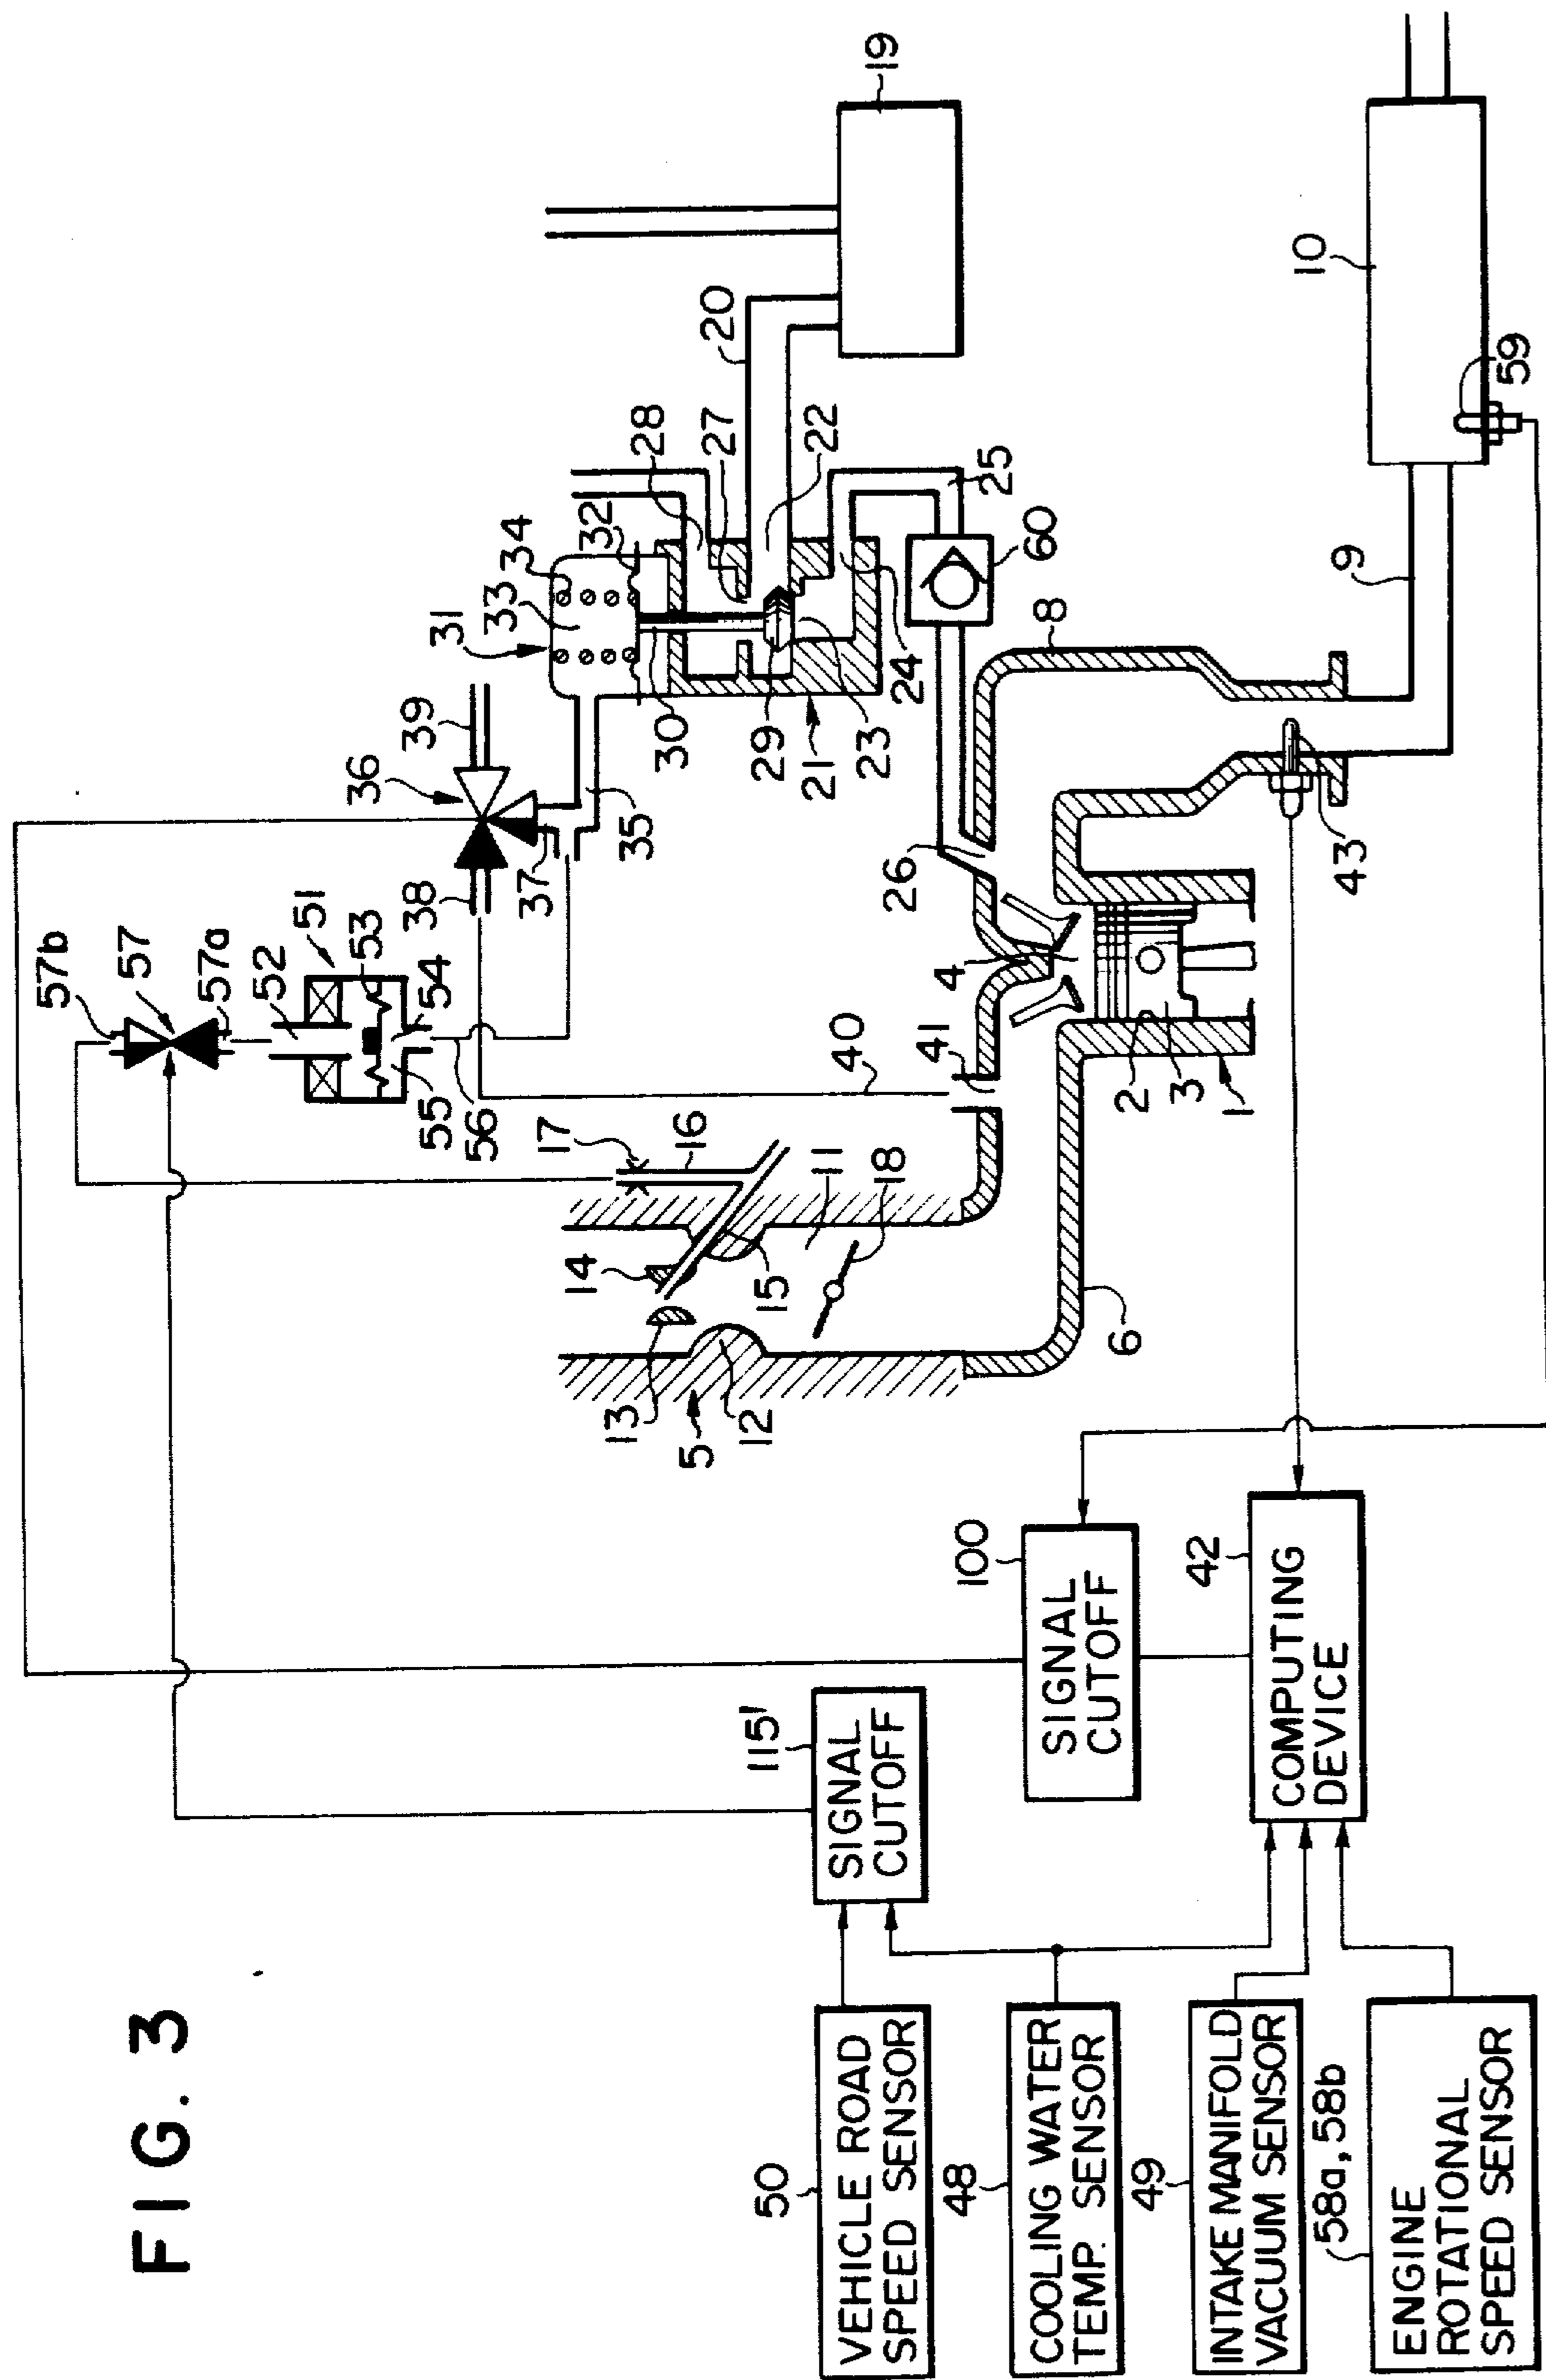 FIG. 3
57b
57
57a
52
51
53
54
55
56
36
39
38
37
35
31
33
34
32
28
27
22
20
19
30
29
21
23
24
25
60
17
16
40
41
14
13
5
12
15
11
18
6
26
4
2
3
1
8
43
9
10
59
115'
SIGNAL
CUTOFF
100
SIGNAL
CUTOFF
42
COMPUTING
DEVICE
50
VEHICLE ROAD
SPEED SENSOR
48
COOLING WATER
TEMP. SENSOR
49
INTAKE MANIFOLD
VACUUM SENSOR
58a, 58b
ENGINE
ROTATIONAL
SPEED SENSOR